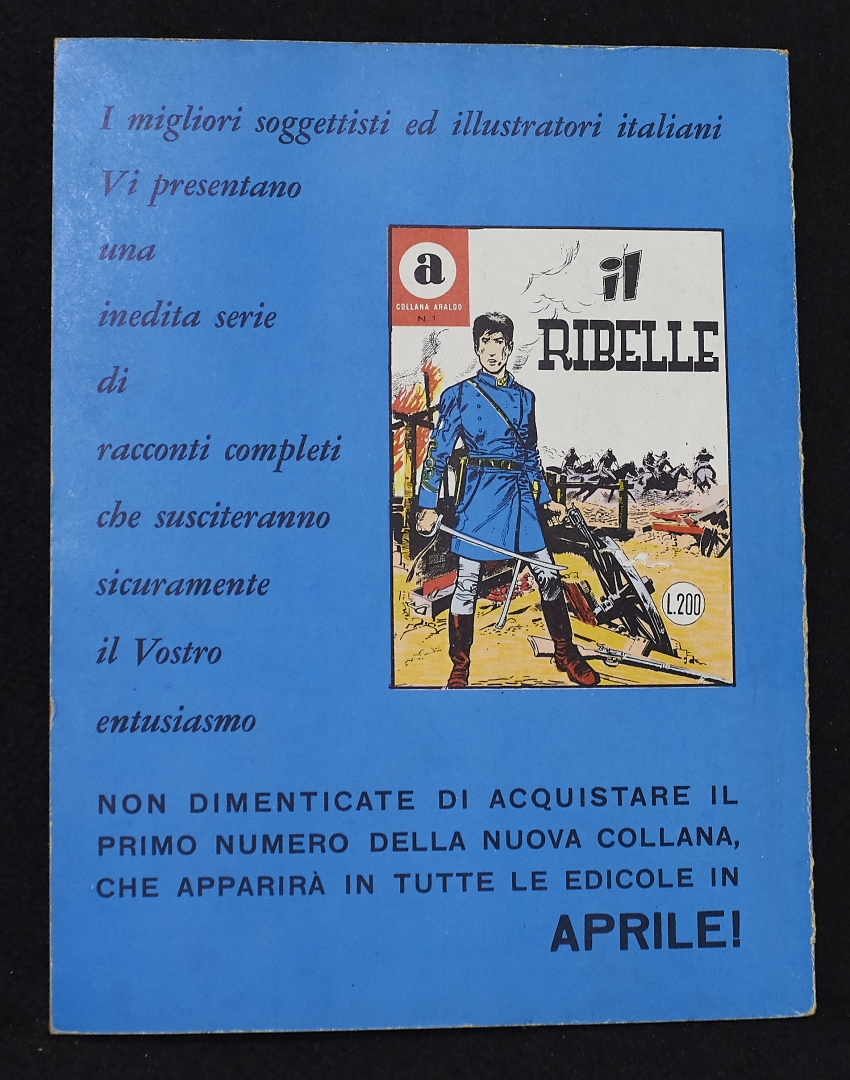 I migliori soggettisti ed illustratori italiani
Vi presentano
una
inedita serie
di
racconti completi
che susciteranno
sicuramente
il Vostro
entusiasmo
a
COLLANA ARALDO
N. 1
il
RIBELLE
L.200
NON DIMENTICATE DI ACQUISTARE IL
PRIMO NUMERO DELLA NUOVA COLLANA,
CHE APPARIRÀ IN TUTTE LE EDICOLE IN
APRILE!